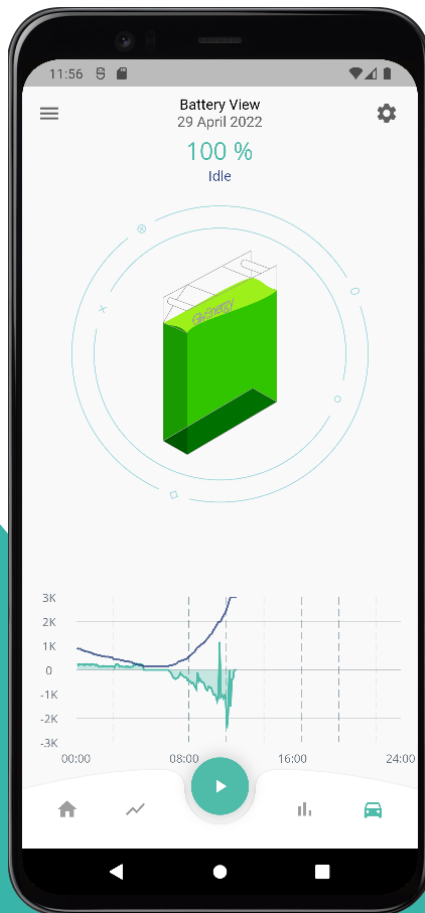 11:56
Battery View
29 April 2022
100 %
Idle
GivEnergy
3K
2K
1K
0
-1K
-2K
-3K
00:00 08:00 16:00 24:00